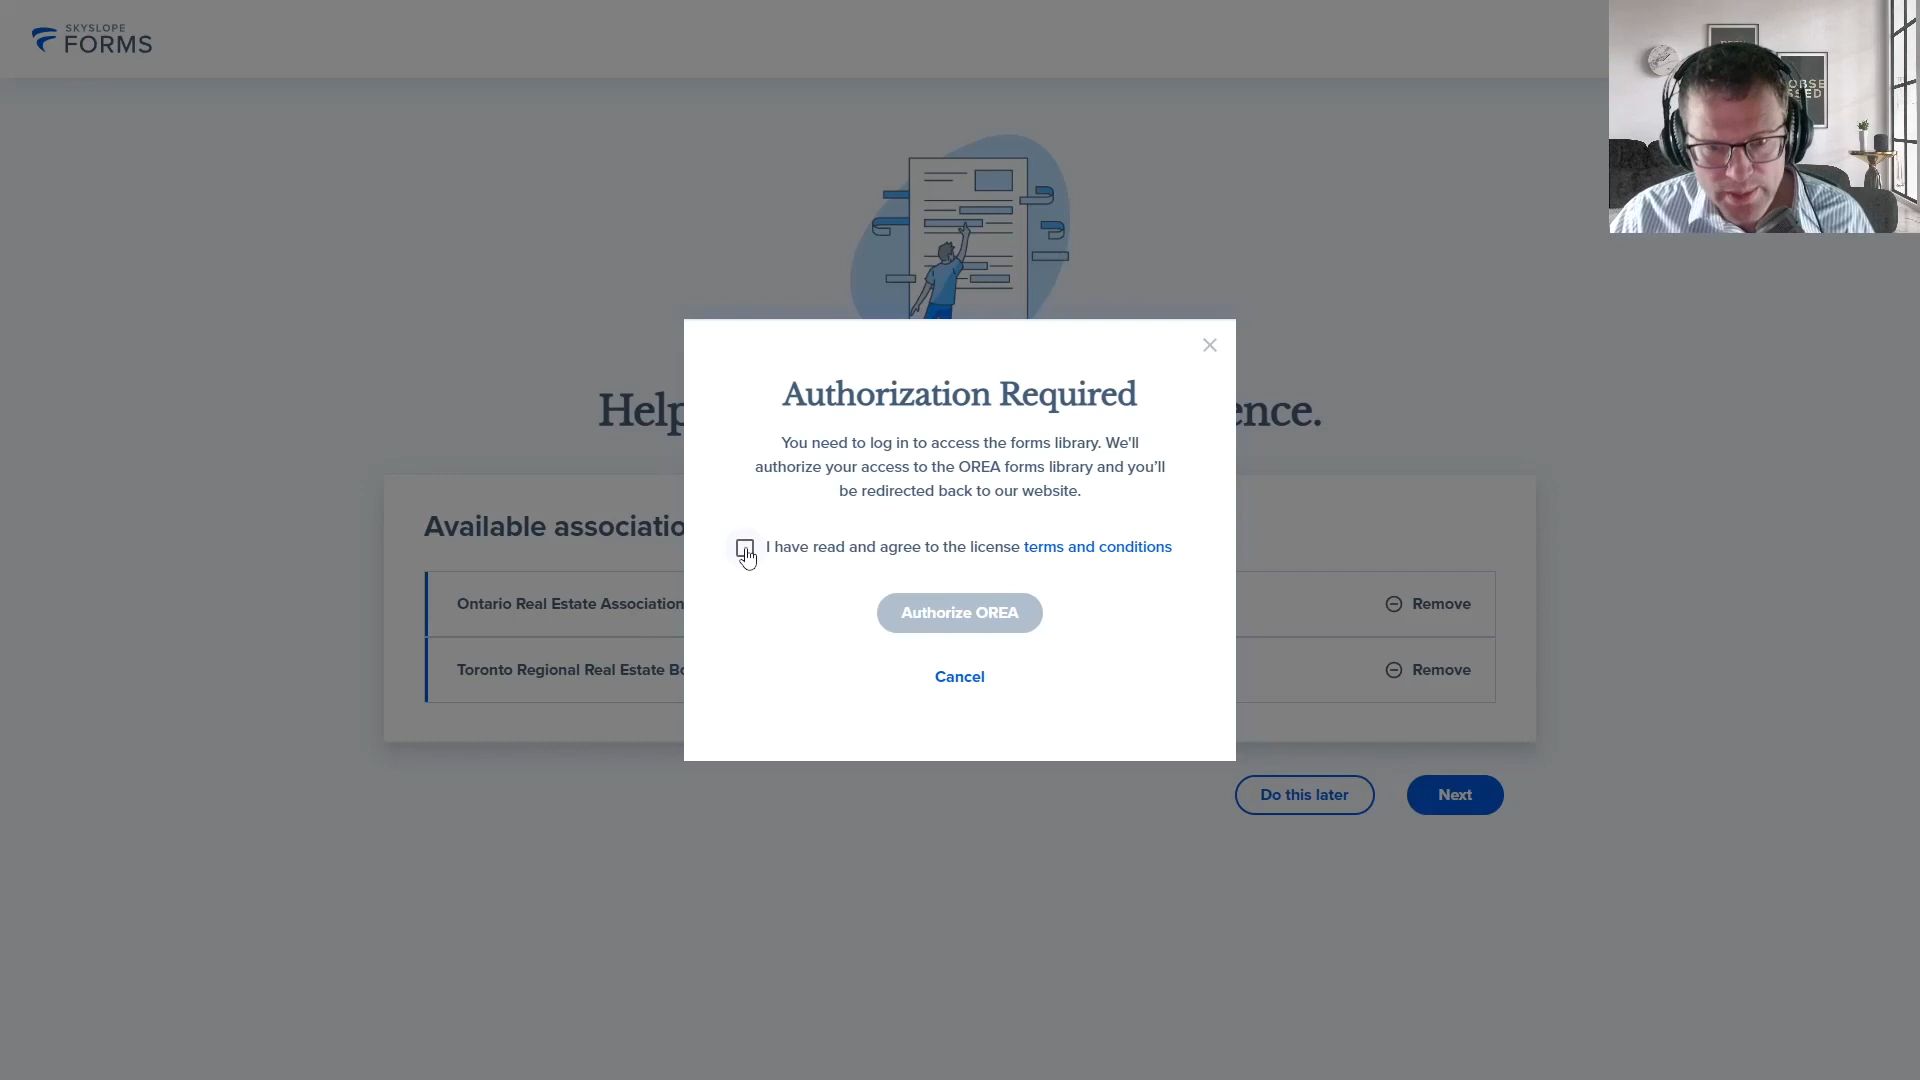 SKYSLOPE
FORMS
OBSE
SSED
Authorization Required
Help
ence.
You need to log in to access the forms library. We'll
authorize your access to the OREA forms library and you'll
be redirected back to our website.
Available associatio
I have read and agree to the license terms and conditions
Ontario Real Estate Association
Remove
Authorize OREA
Toronto Regional Real Estate Bo
Remove
Cancel
Do this later
Next